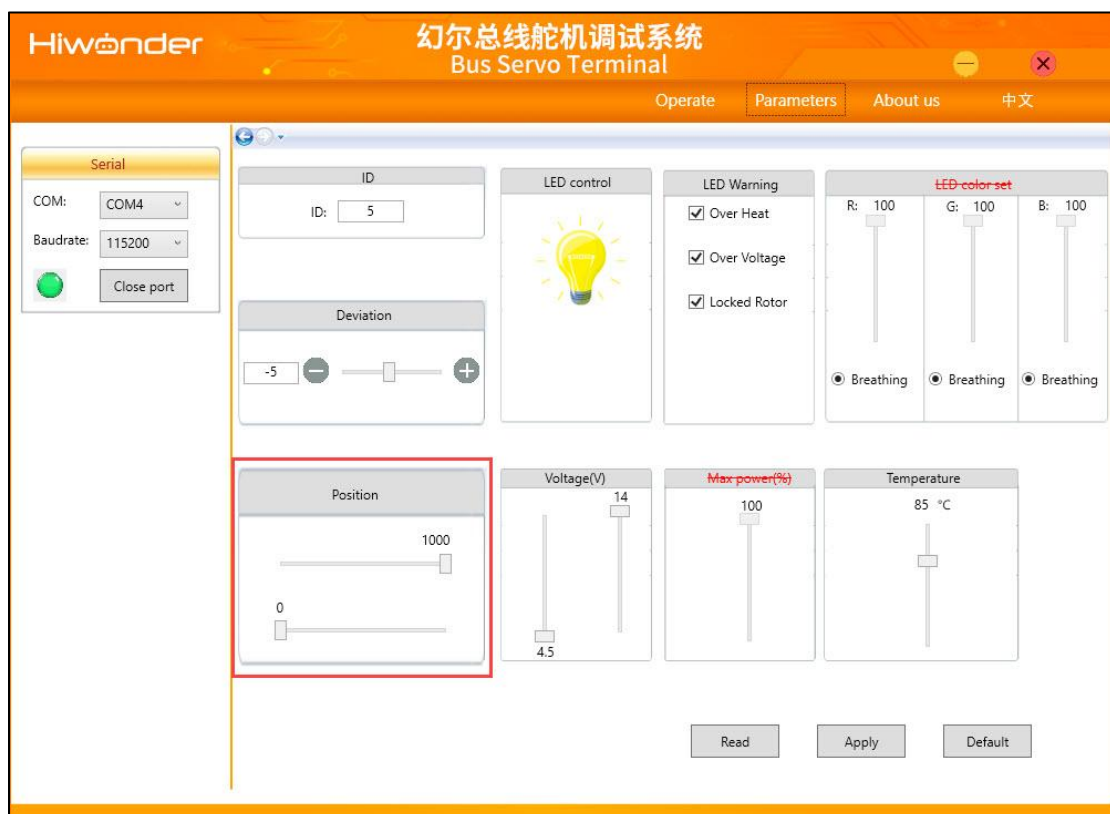 Hiwonder
幻尔总线舵机调试系统
Bus Servo Terminal
Operate Parameters About us 中文
Serial
COM: COM4
Baudrate: 115200
Close port
ID
ID: 5
Deviation
-5
LED control
LED Warning
Over Heat
Over Voltage
Locked Rotor
LED color set
R: 100 G: 100 B: 100
Breathing Breathing Breathing
Position
1000
0
Voltage(V)
14
4.5
Max power(%)
100
Temperature
85 °C
Read Apply Default